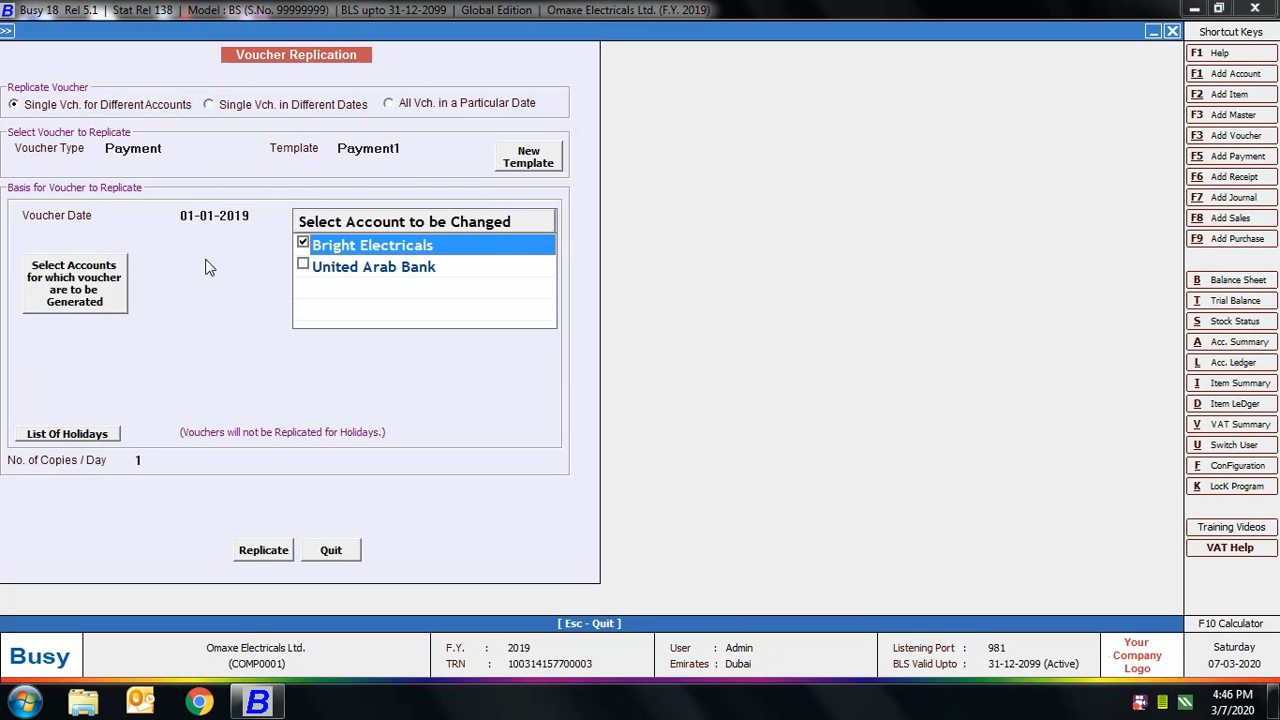 Busy 18 Rel 5.1 | Stat Rel 138 | Model : BS (S.No. 99999999) | BLS upto 31-12-2099 | Global Edition | Omaxe Electricals Ltd. (F.Y. 2019)
>>
Voucher Replication
Replicate Voucher
Single Vch. for Different Accounts Single Vch. in Different Dates All Vch. in a Particular Date
Select Voucher to Replicate
Voucher Type Payment Template Payment1
New Template
Basis for Voucher to Replicate
Voucher Date 01-01-2019
Select Accounts
for which voucher
are to be
Generated
Select Account to be Changed
Bright Electricals
United Arab Bank
List Of Holidays (Vouchers will not be Replicated for Holidays.)
No. of Copies / Day 1
Replicate Quit
[ Esc - Quit ]
Shortcut Keys
F1 Help
F1 Add Account
F2 Add Item
F3 Add Master
F3 Add Voucher
F5 Add Payment
F6 Add Receipt
F7 Add Journal
F8 Add Sales
F9 Add Purchase
B Balance Sheet
T Trial Balance
S Stock Status
A Acc. Summary
L Acc. Ledger
I Item Summary
D Item LeDger
V VAT Summary
U Switch User
F ConFiguration
K LocK Program
Training Videos
VAT Help
F10 Calculator
Busy
Omaxe Electricals Ltd.
(COMP0001)
F.Y. : 2019
TRN : 100314157700003
User : Admin
Emirates : Dubai
Listening Port : 981
BLS Valid Upto : 31-12-2099 (Active)
Your
Company
Logo
Saturday
07-03-2020
4:46 PM
3/7/2020